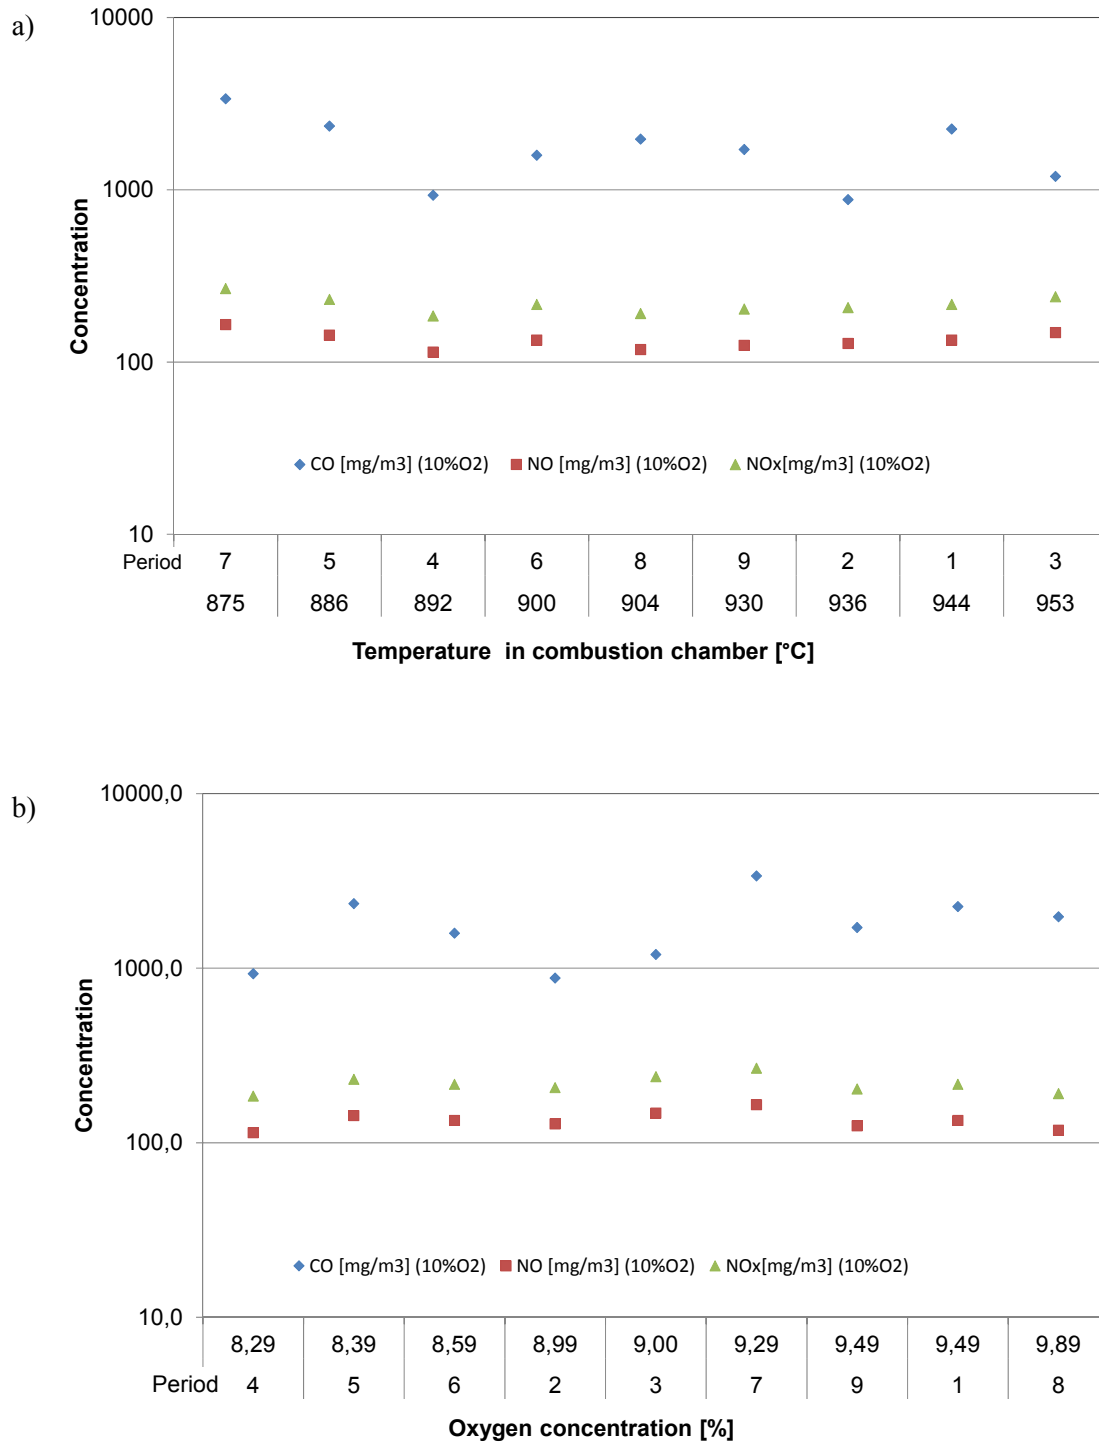 a)
10000
1000
100
10
Concentration
CO [mg/m3] (10%O2) NO [mg/m3] (10%O2) NOx[mg/m3] (10%O2)
Period 7 5 4 6 8 9 2 1 3
875 886 892 900 904 930 936 944 953
Temperature in combustion chamber [°C]
b)
10000,0
1000,0
100,0
10,0
Concentration
CO [mg/m3] (10%O2) NO [mg/m3] (10%O2) NOx[mg/m3] (10%O2)
8,29 8,39 8,59 8,99 9,00 9,29 9,49 9,49 9,89
Period 4 5 6 2 3 7 9 1 8
Oxygen concentration [%]